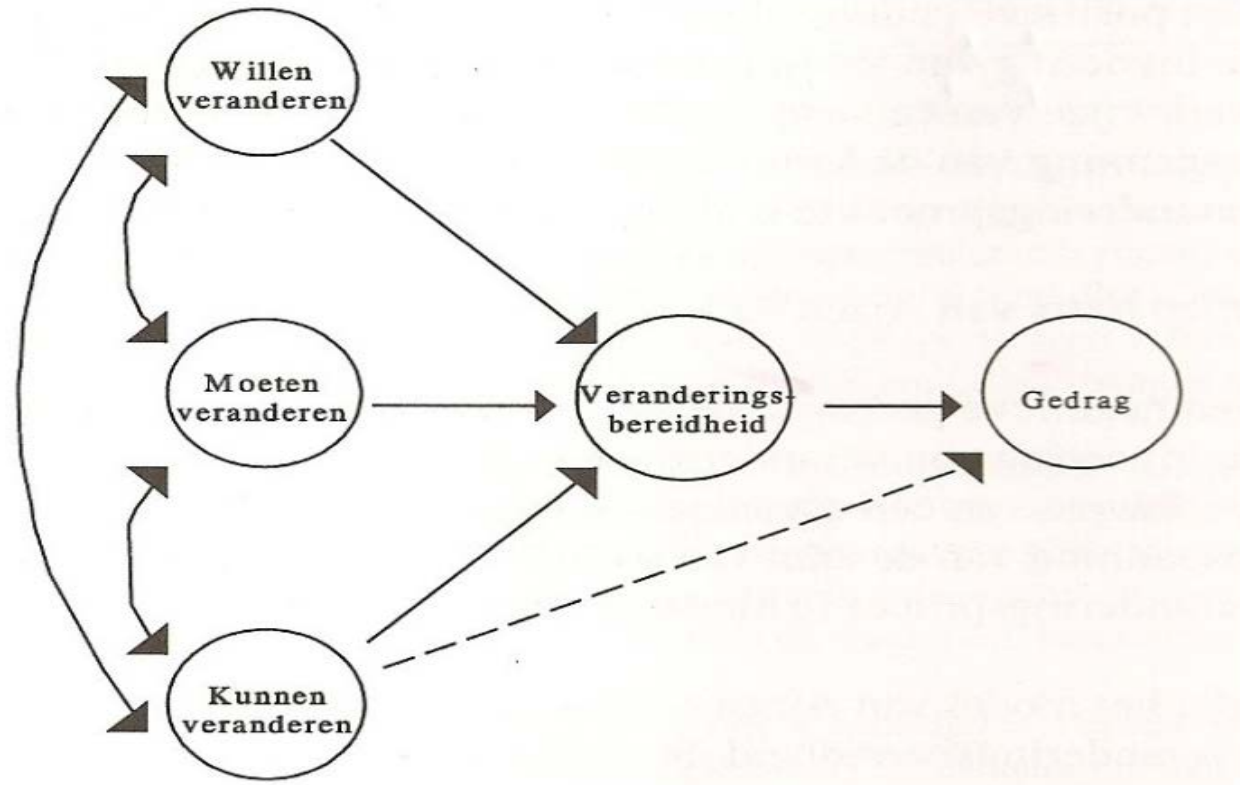 Willen
veranderen
Moeten
veranderen
Veranderings-
bereidheid
Gedrag
Kunnen
veranderen